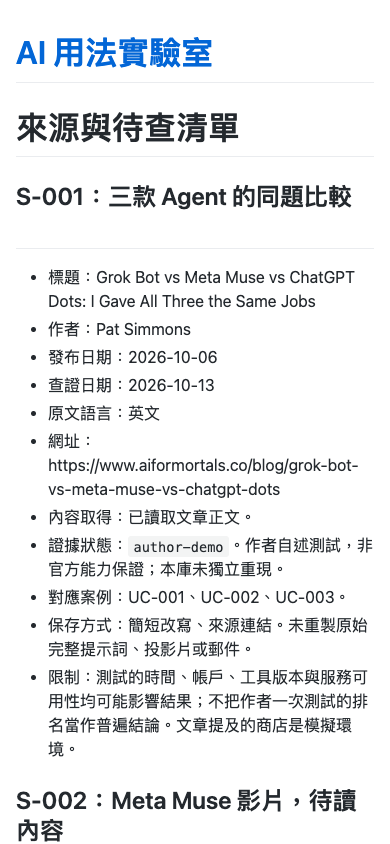 AI 用法實驗室
來源與待查清單
S-001：三款 Agent 的同題比較
標題：Grok Bot vs Meta Muse vs ChatGPT
Dots: I Gave All Three the Same Jobs
作者：Pat Simmons
發布日期：2026-10-06
查證日期：2026-10-13
原文語言：英文
網址：
https://www.aiformortals.co/blog/grok-bot-
vs-meta-muse-vs-chatgpt-dots
內容取得：已讀取文章正文。
證據狀態：author-demo。作者自述測試，非
官方能力保證；本庫未獨立重現。
對應案例：UC-001、UC-002、UC-003。
保存方式：簡短改寫、來源連結。未重製原始
完整提示詞、投影片或郵件。
限制：測試的時間、帳戶、工具版本與服務可
用性均可能影響結果；不把作者一次測試的排
名當作普遍結論。文章提及的商店是模擬環
境。
S-002：Meta Muse 影片，待讀
內容